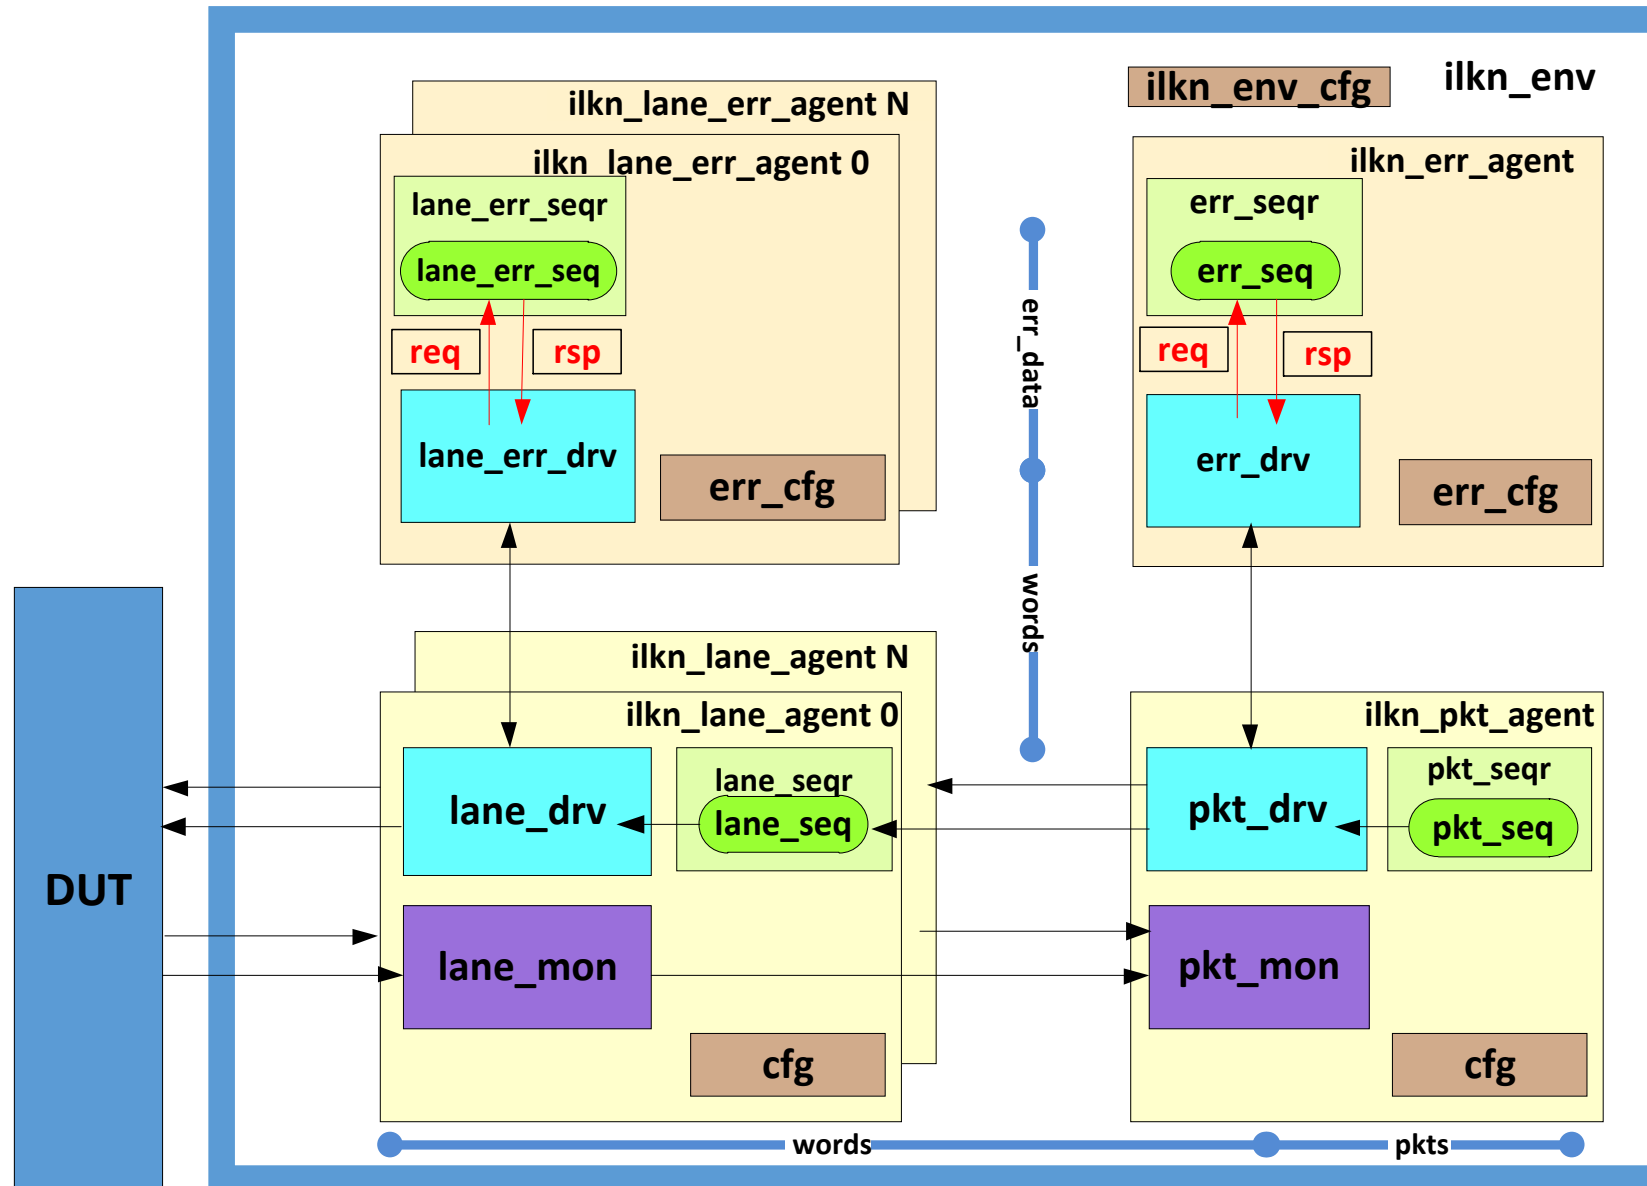 ilkn_env
ilkn_env_cfg
ilkn_lane_err_agent N
ilkn_lane_err_agent 0
lane_err_seqr
lane_err_seq
req
rsp
lane_err_drv
err_cfg
err_data
words
ilkn_err_agent
err_seqr
err_seq
req
rsp
err_drv
err_cfg
DUT
ilkn_lane_agent N
ilkn_lane_agent 0
lane_drv
lane_seqr
lane_seq
lane_mon
cfg
ilkn_pkt_agent
pkt_drv
pkt_seqr
pkt_seq
pkt_mon
cfg
words
pkts